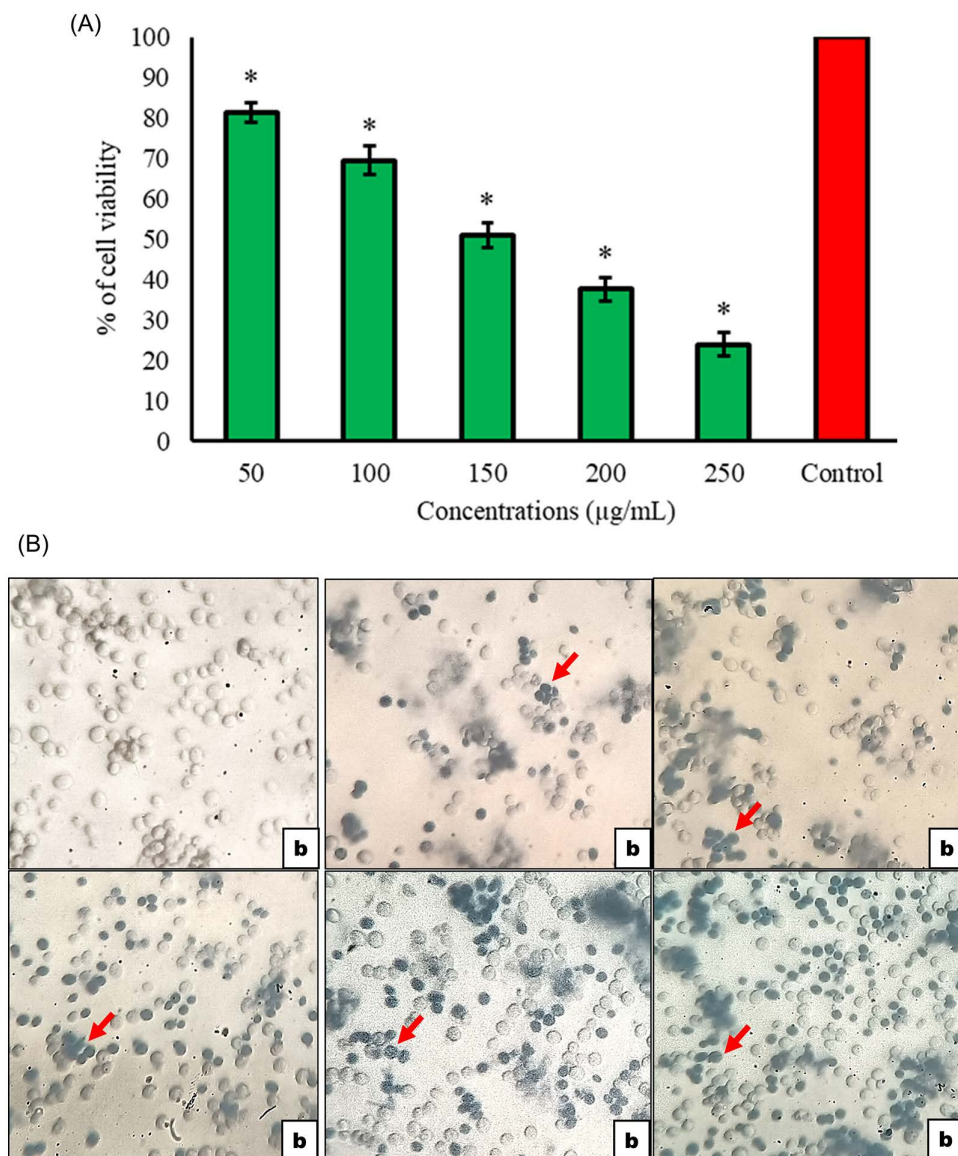 (A)
100
90
80
70
60
50
40
30
20
10
0
% of cell viability
*
*
*
*
*
50 100 150 200 250 Control
Concentrations (µg/mL)
(B)
b
b
b
b
b
b